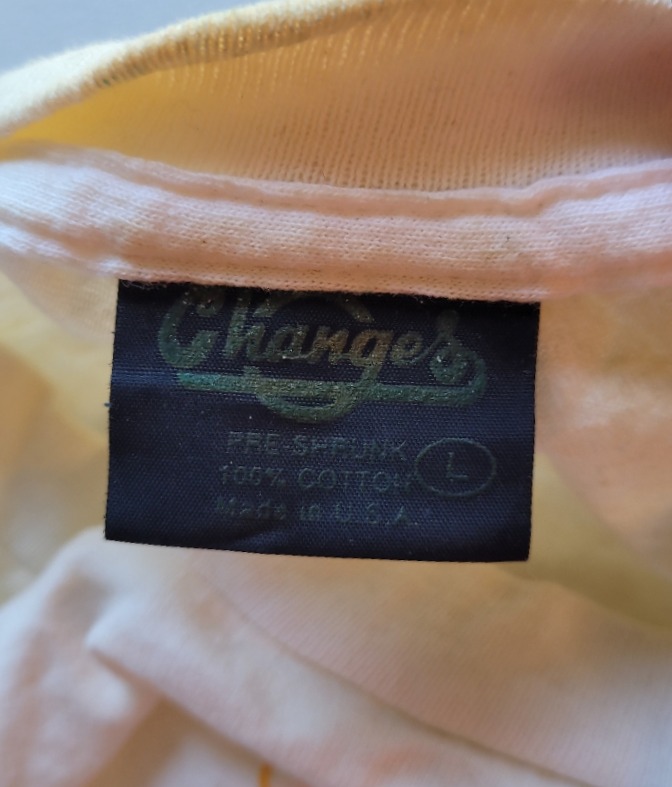 Changes
PRE-SHRUNK
100% COTTON
L
Made in U.S.A.